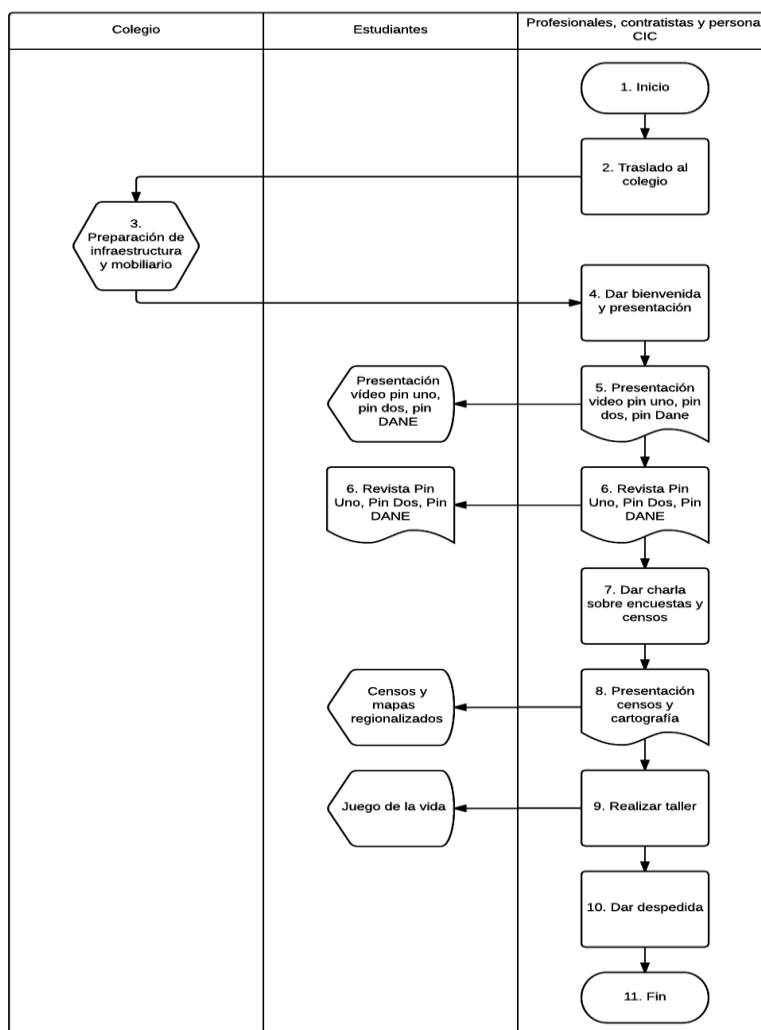 Colegio
Estudiantes
Profesionales, contratistas y persona
CIC
1. Inicio
2. Traslado al
colegio
3.
Preparación de
infraestructura
y mobiliario
4. Dar bienvenida
y presentación
Presentación
vídeo pin uno,
pin dos, pin
DANE
5. Presentación
video pin uno, pin
dos, pin Dane
6. Revista Pin
Uno, Pin Dos, Pin
DANE
6. Revista Pin
Uno, Pin Dos, Pin
DANE
7. Dar charla
sobre encuestas y
censos
Censos y
mapas
regionalizados
8. Presentación
censos y
cartografía
Juego de la vida
9. Realizar taller
10. Dar despedida
11. Fin